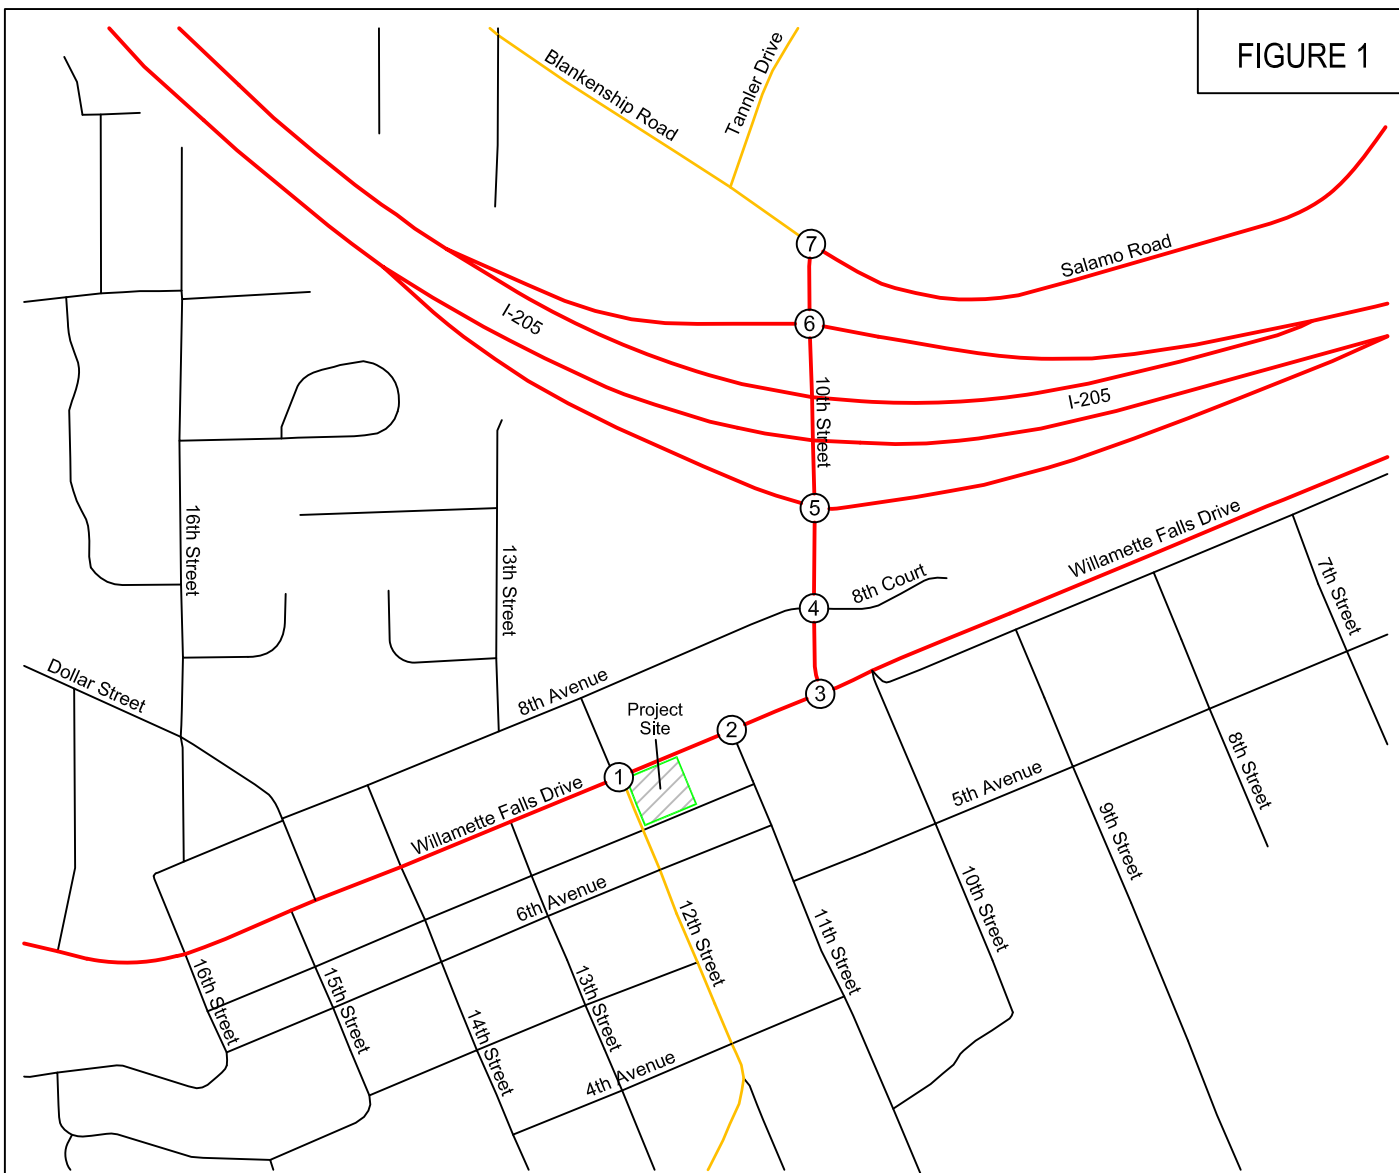 FIGURE 1
Blankenship Road
Tannler Drive
7
Salamo Road
I-205
6
10th Street
I-205
5
Willamette Falls Drive
16th Street
13th Street
8th Court
4
7th Street
Dollar Street
8th Avenue
3
Project
Site
2
1
8th Street
5th Avenue
Willamette Falls Drive
9th Street
6th Avenue
12th Street
11th Street
10th Street
16th Street
15th Street
13th Street
14th Street
4th Avenue